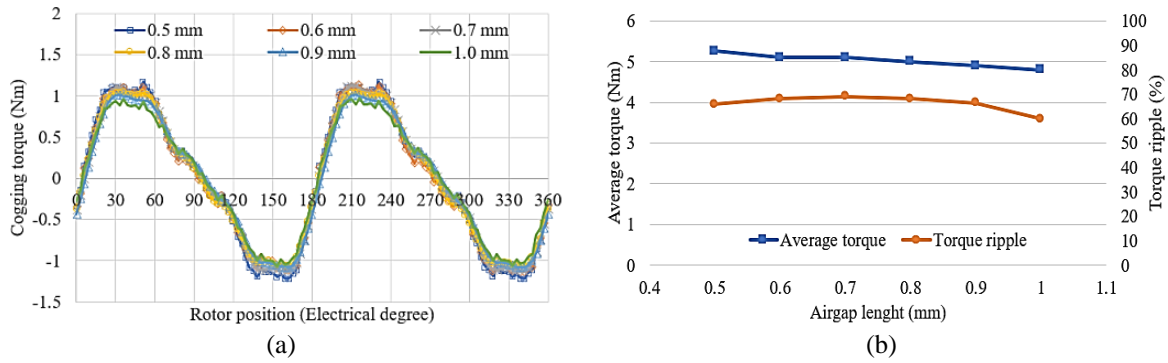 2
1.5
1
0.5
0
-0.5
-1
-1.5
Cogging torque (Nm)
0.5 mm 0.6 mm 0.7 mm
0.8 mm 0.9 mm 1.0 mm
0 30 60 90 120 150 180 210 240 270 300 330 360
Rotor position (Electrical degree)
(a)
6
5
4
3
2
1
0
Average torque (Nm)
100
90
80
70
60
50
40
30
20
10
0
Torque ripple (%)
Average torque Torque ripple
0.4 0.5 0.6 0.7 0.8 0.9 1 1.1
Airgap lenght (mm)
(b)